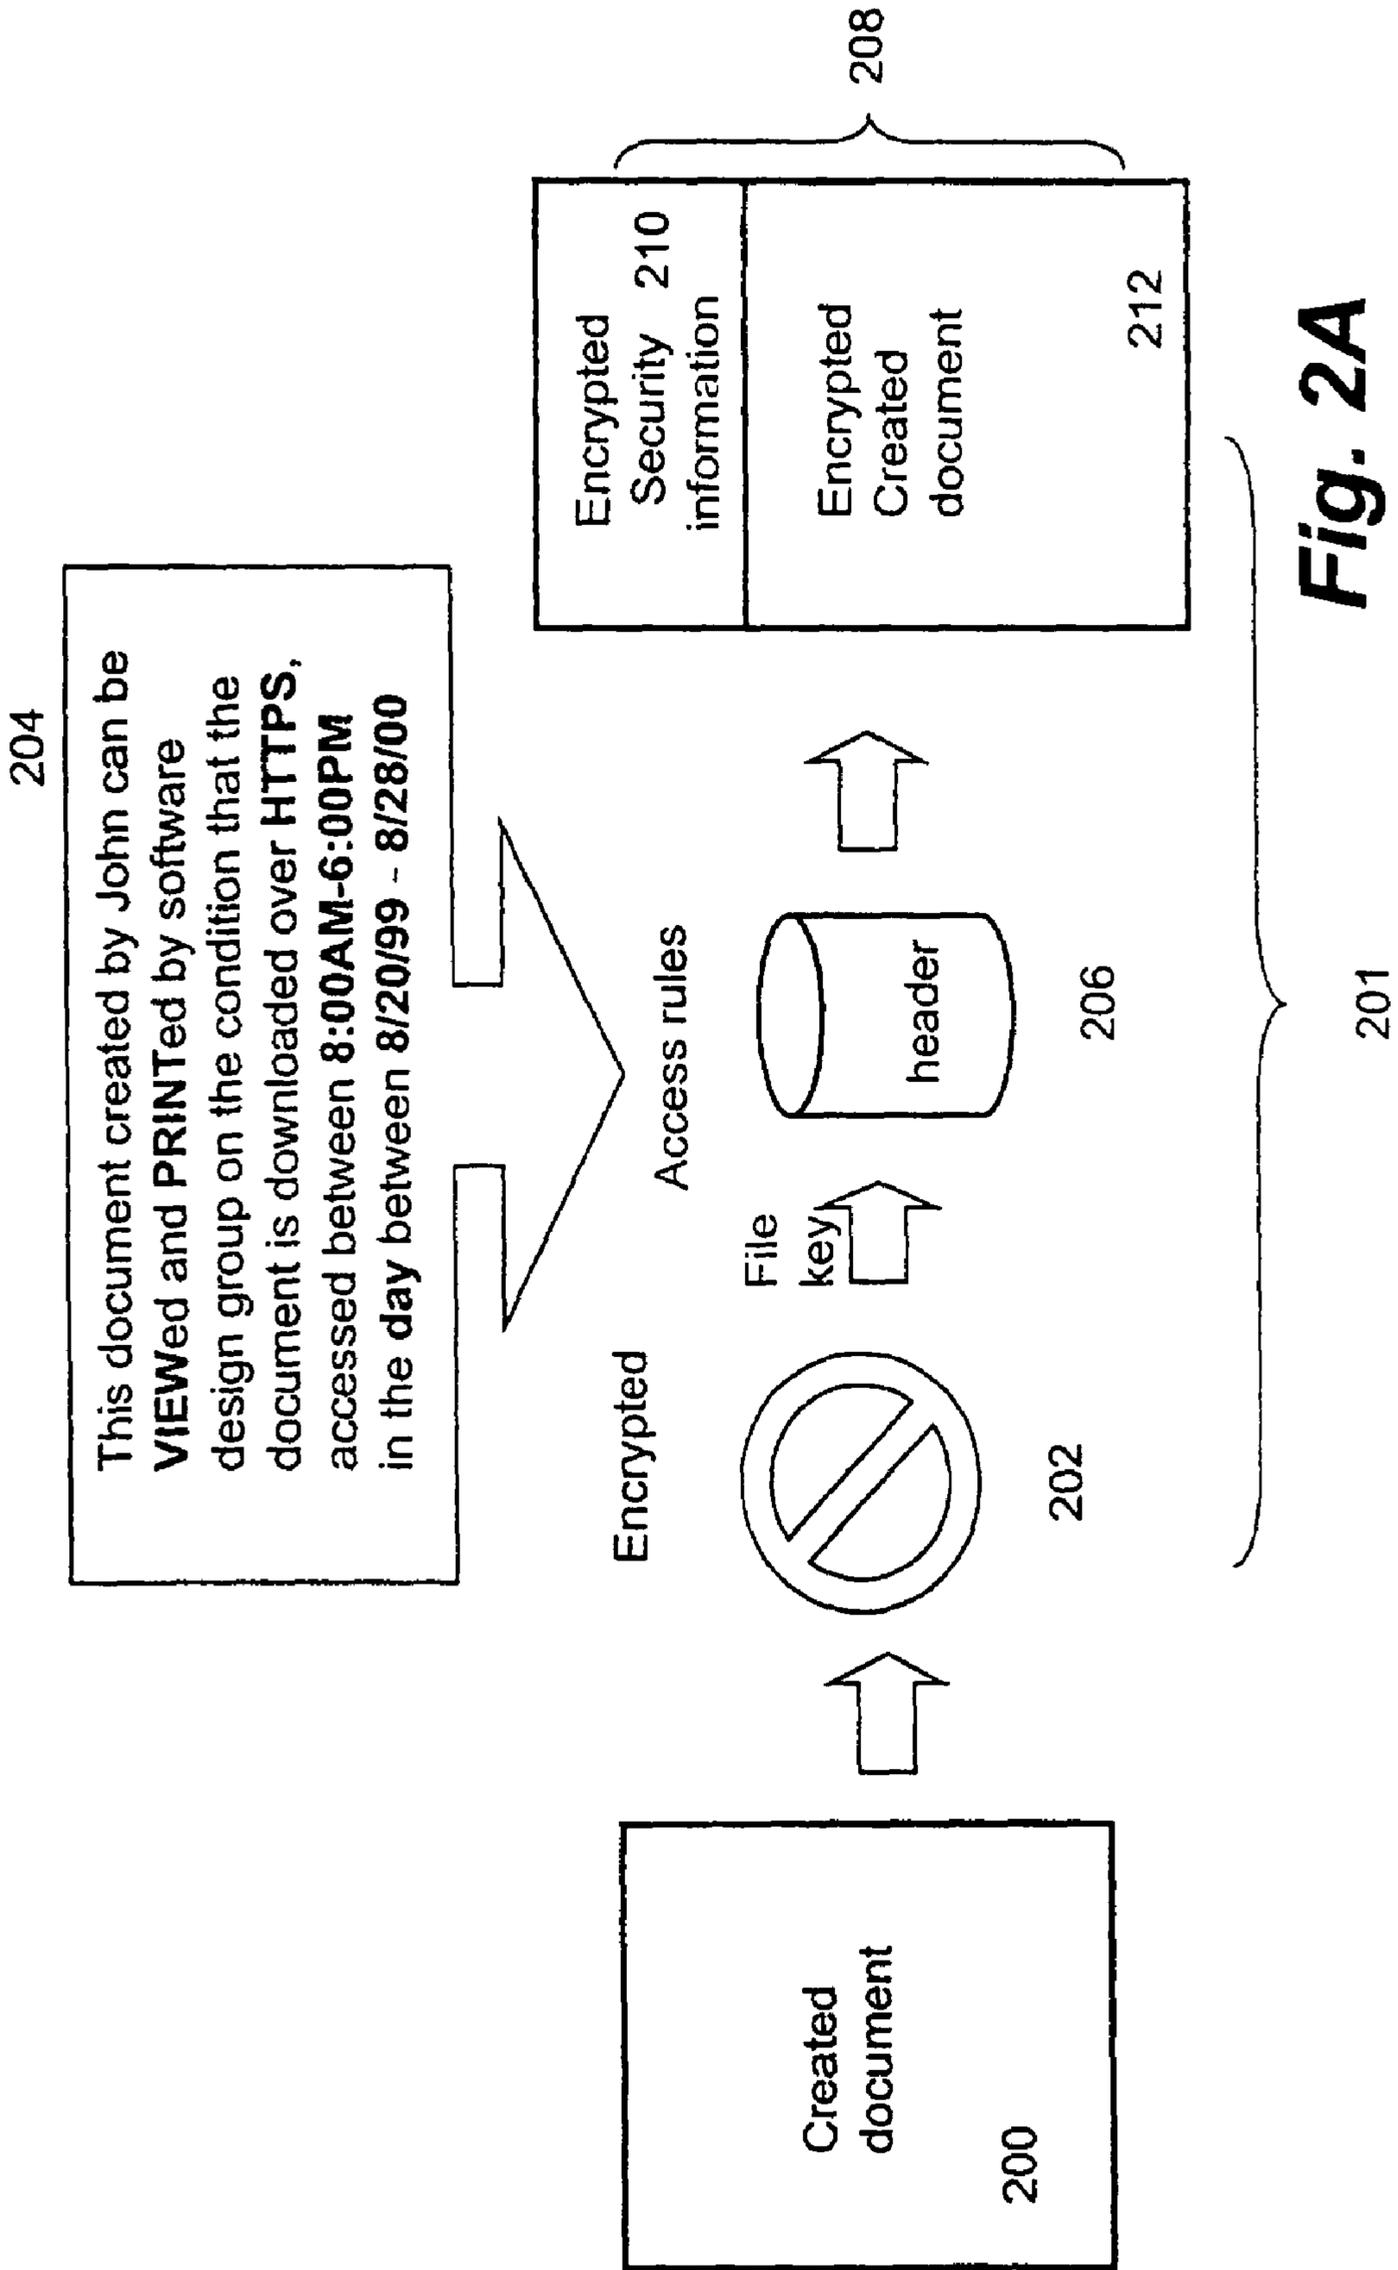 204
This document created by John can be
VIEWed and PRINTed by software
design group on the condition that the
document is downloaded over HTTPS,
accessed between 8:00AM-6:00PM
in the day between 8/20/99 - 8/28/00
Created
document
200
Encrypted
202
File
key
Access rules
header
206
Encrypted
Security 210
information
Encrypted
Created
document
212
208
201
Fig. 2A